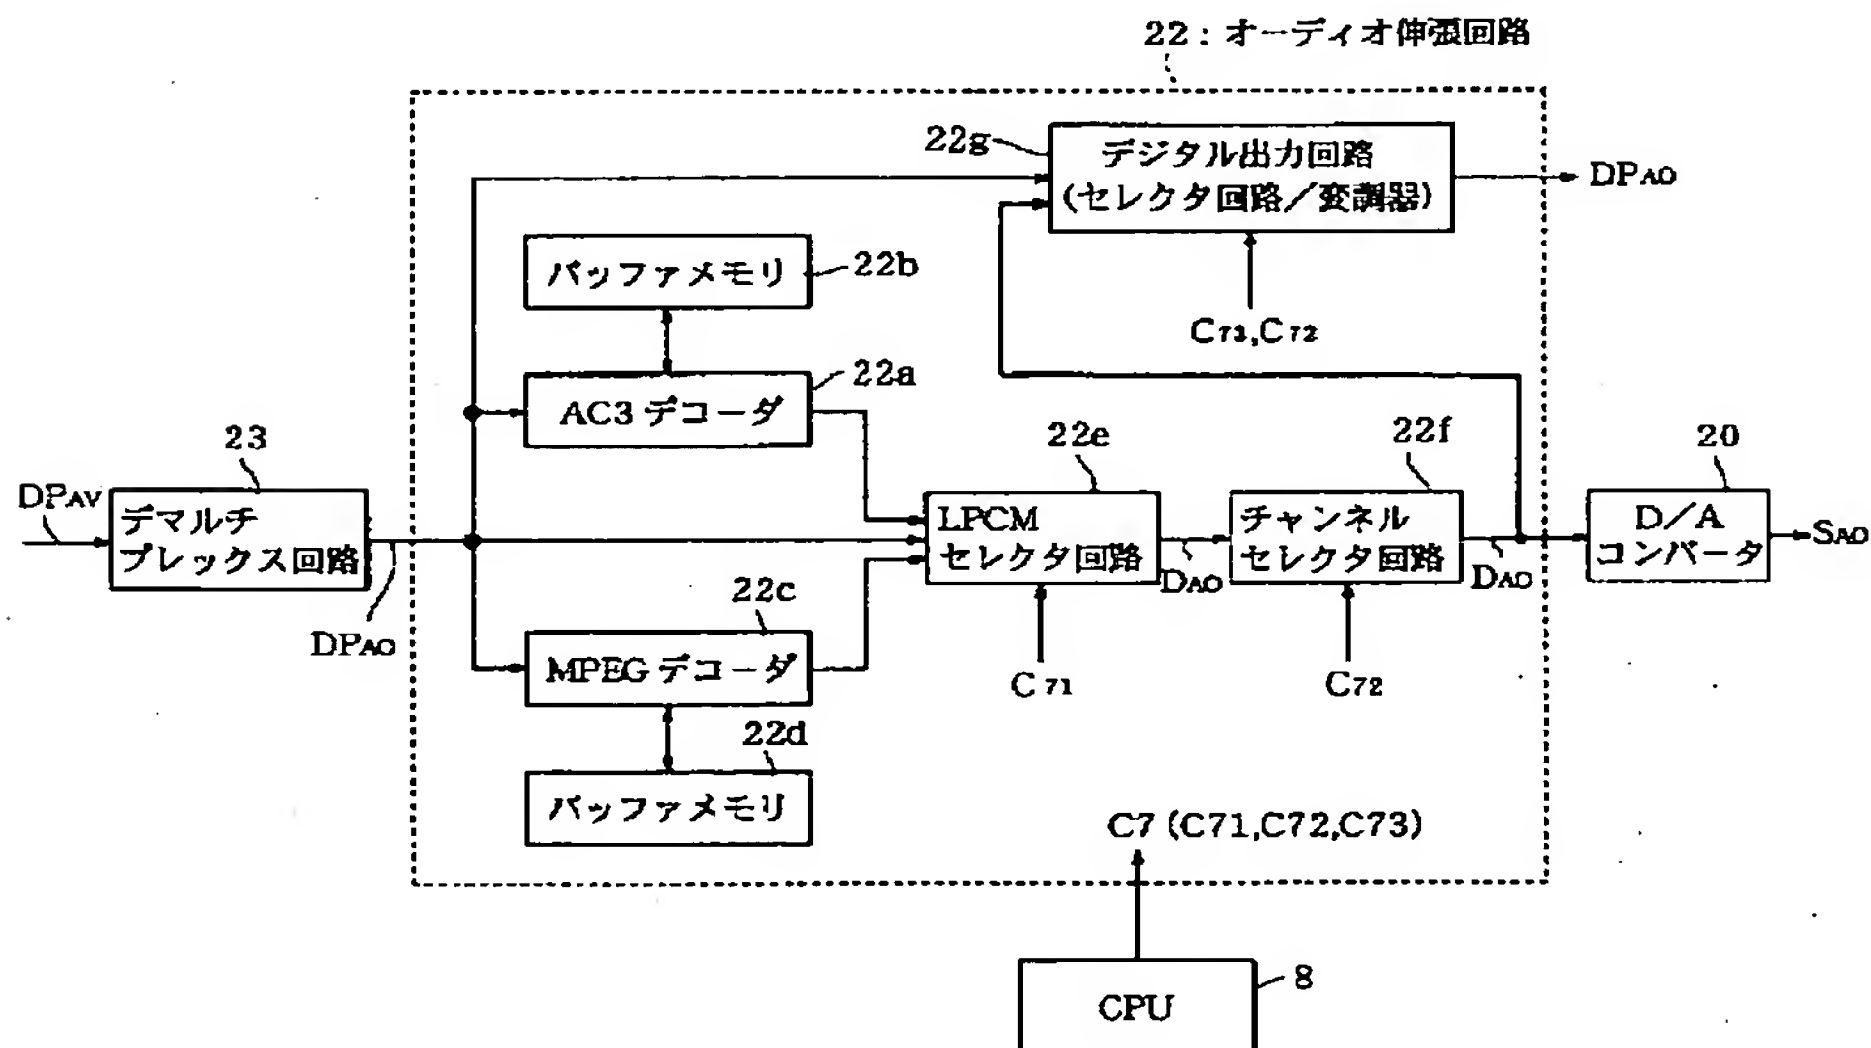 22：オーディオ伸張回路
22g
デジタル出力回路
(セレクタ回路／変調器)
DPAO
バッファメモリ
22b
C73,C72
22a
AC3 デコーダ
23
22e
22f
20
DPAV
デマルチ
プレックス回路
LPCM
セレクタ回路
チャンネル
セレクタ回路
D／A
コンバータ
SAO
DAO
DAO
22c
DPAO
MPEG デコーダ
C71
C72
22d
バッファメモリ
C7 (C71,C72,C73)
8
CPU